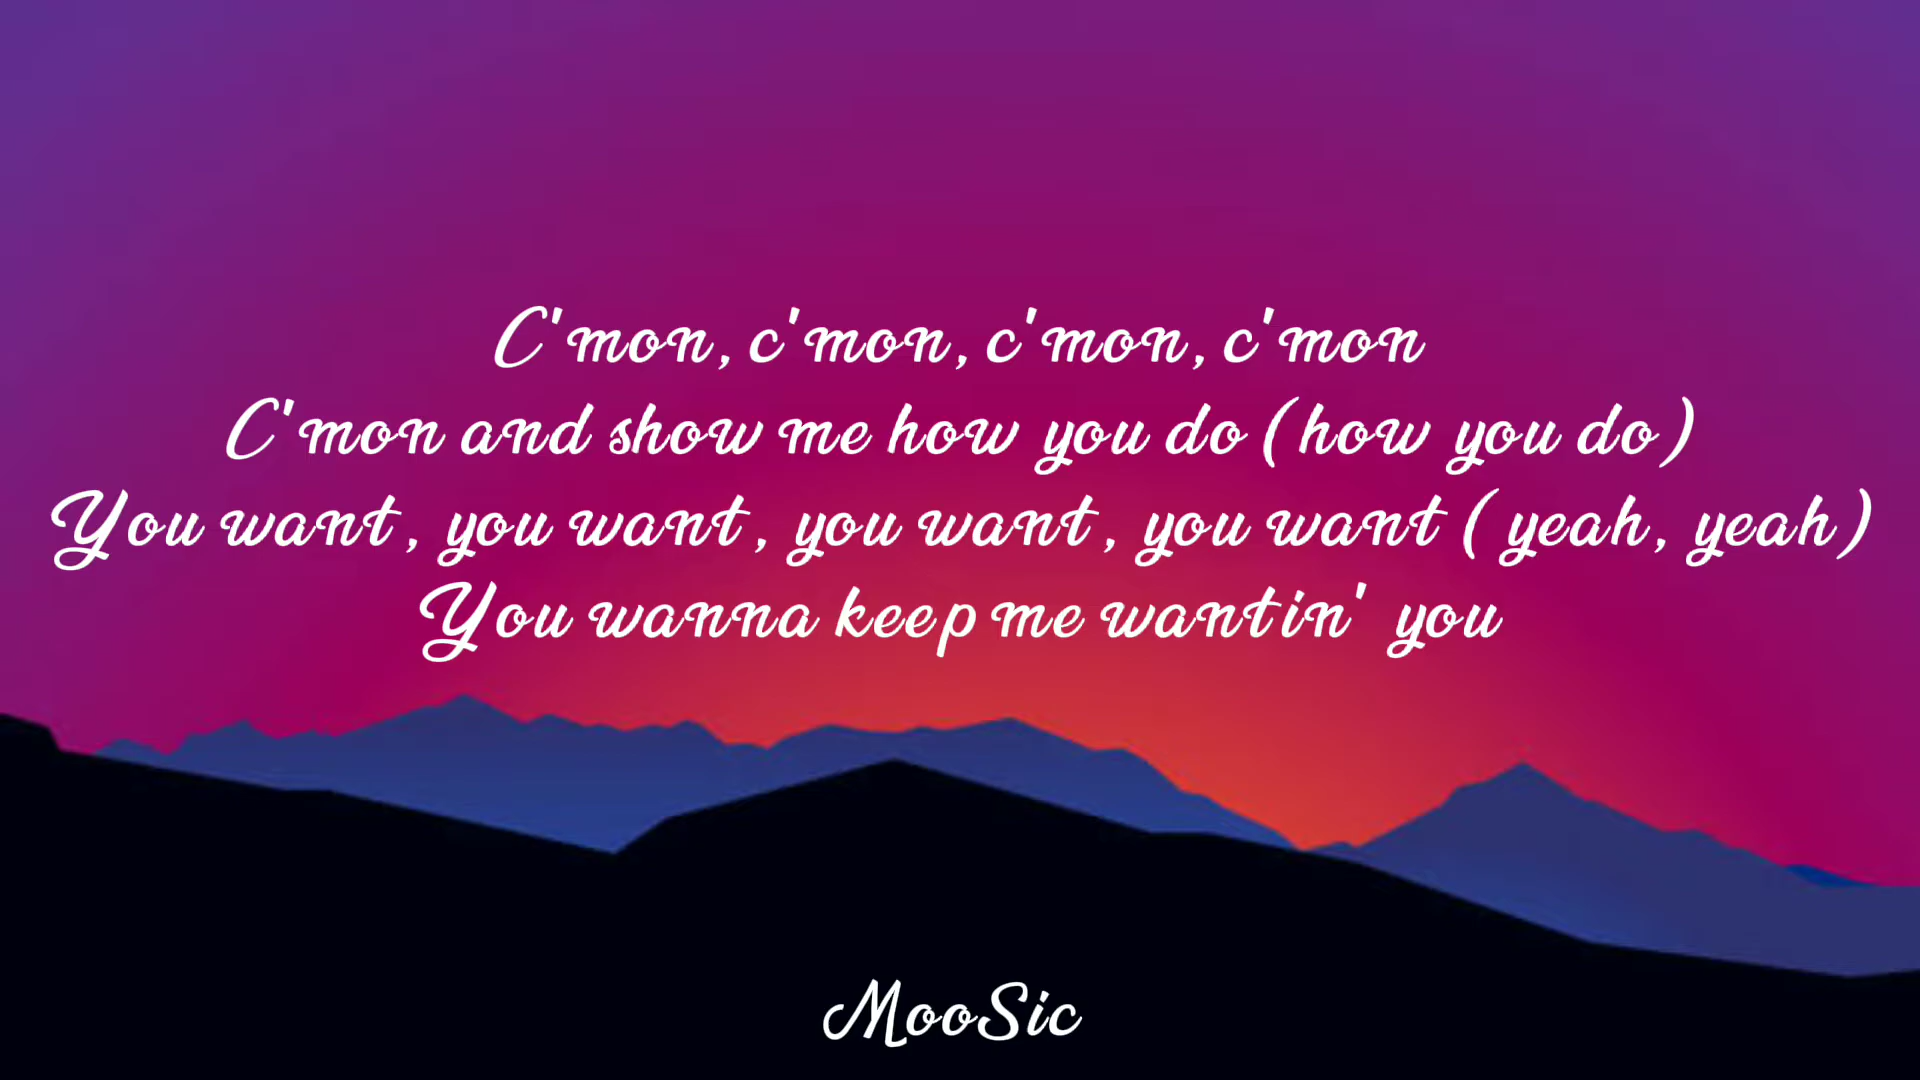 C'mon, c'mon, c'mon, c'mon
C'mon and show me how you do (how you do)
You want, you want, you want, you want (yeah, yeah)
You wanna keep me wantin' you
MooSic